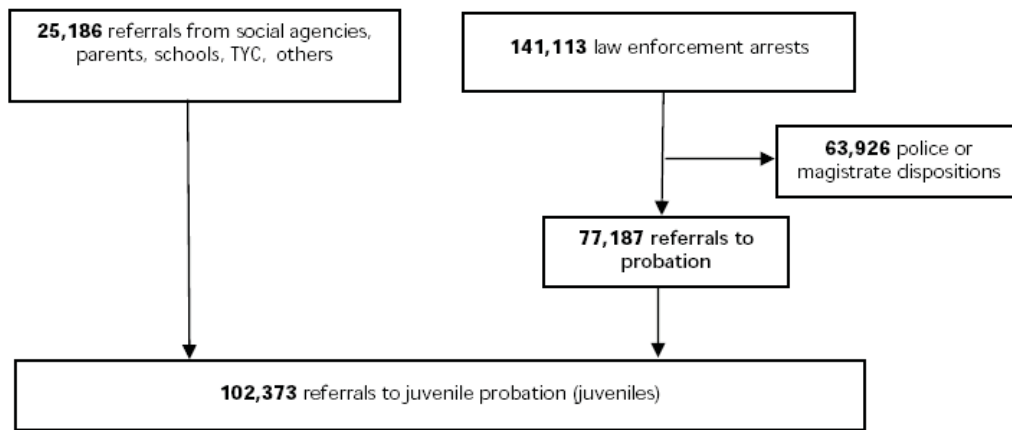 25,186 referrals from social agencies,
parents, schools, TYC, others
141,113 law enforcement arrests
63,926 police or
magistrate dispositions
77,187 referrals to
probation
102,373 referrals to juvenile probation (juveniles)